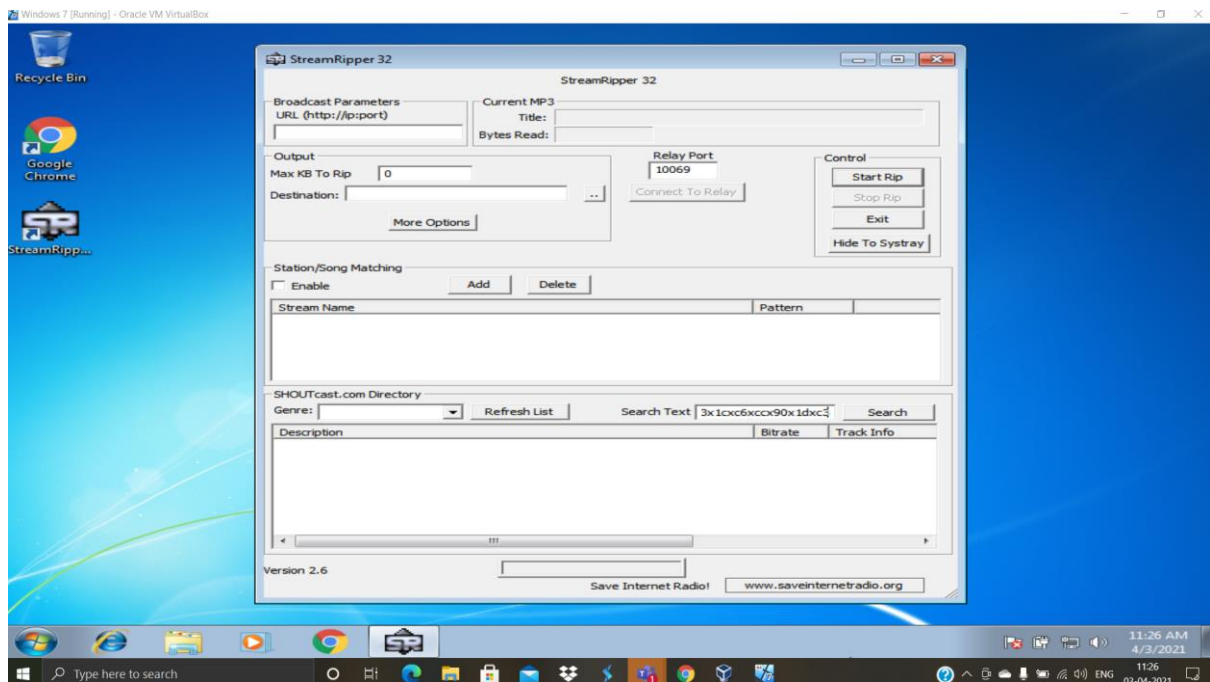 Windows 7 [Running] - Oracle VM VirtualBox
Recycle Bin
Google
Chrome
StreamRipp...
StreamRipper 32
StreamRipper 32
Broadcast Parameters
URL (http://ip:port)
Current MP3
Title:
Bytes Read:
Output
Max KB To Rip 0
Destination: ..
More Options
Relay Port
10069
Connect To Relay
Control
Start Rip
Stop Rip
Exit
Hide To Systray
Station/Song Matching
Enable Add Delete
Stream Name Pattern
SHOUTcast.com Directory
Genre: Refresh List Search Text 3x1cxc6xccx90x1dxc3 Search
Description Bitrate Track Info
Version 2.6
Save Internet Radio! www.saveinternetradio.org
11:26 AM
4/3/2021
Type here to search
ENG
11:26
03-04-2021